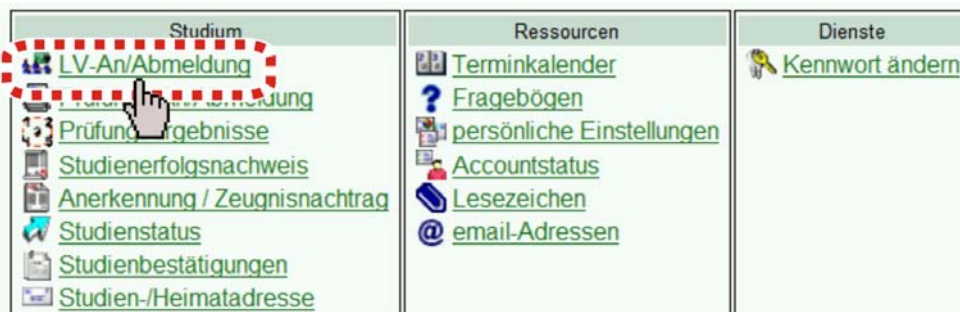 Studium
LV-An/Abmeldung
Prüfungsergebnisse
Studienerfolgsnachweis
Anerkennung / Zeugnisnachtrag
Studienstatus
Studienbestätigungen
Studien-/Heimatadresse
Ressourcen
Terminkalender
Fragebögen
persönliche Einstellungen
Accountstatus
Lesezeichen
email-Adressen
Dienste
Kennwort ändern